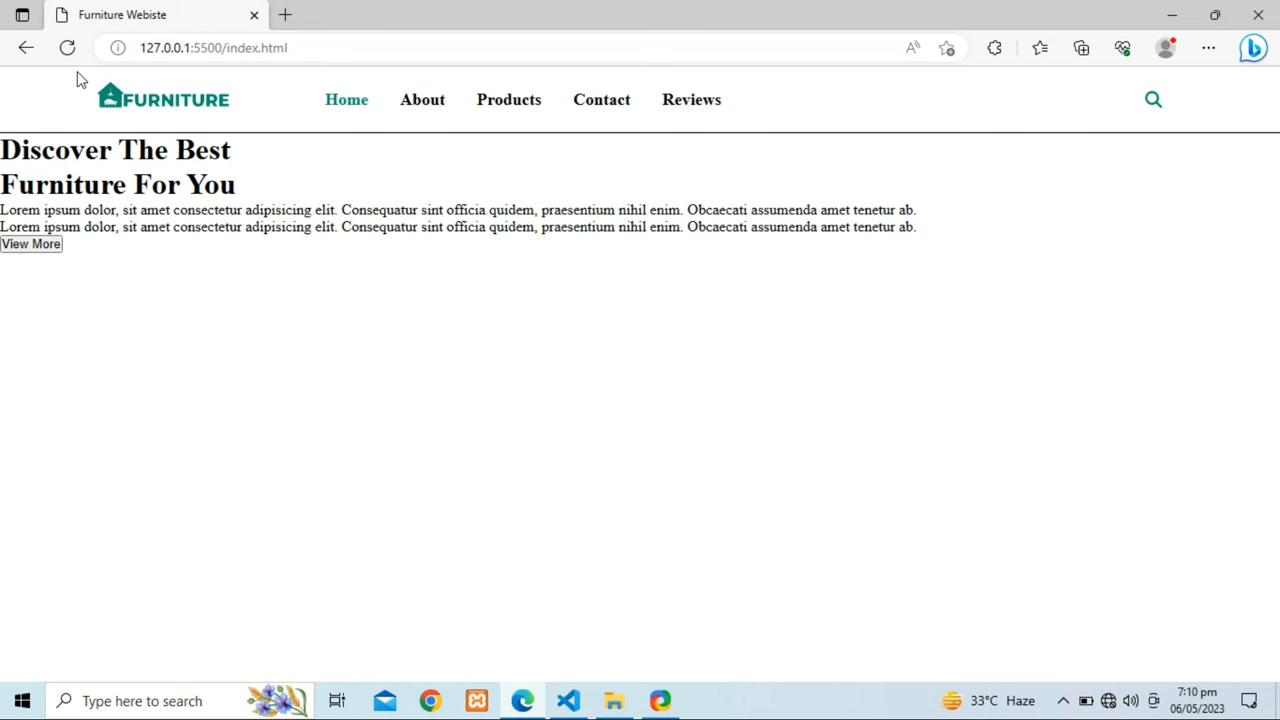 Furniture Webiste
127.0.0.1:5500/index.html
FURNITURE
Home About Products Contact Reviews
Discover The Best
Furniture For You
Lorem ipsum dolor, sit amet consectetur adipisicing elit. Consequatur sint officia quidem, praesentium nihil enim. Obcaecati assumenda amet tenetur ab.
Lorem ipsum dolor, sit amet consectetur adipisicing elit. Consequatur sint officia quidem, praesentium nihil enim. Obcaecati assumenda amet tenetur ab.
View More
Type here to search
33°C Haze
7:10 pm
06/05/2023